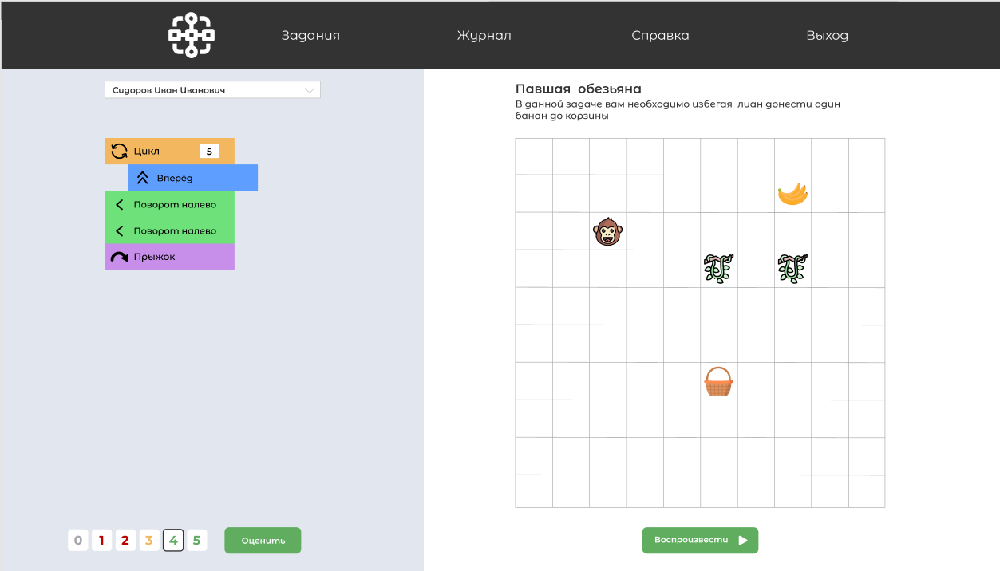 Задания Журнал Справка Выход
Сидоров Иван Иванович
Цикл 5
Вперёд
Поворот налево
Поворот налево
Прыжок
0 1 2 3 4 5 Оценить
Павшая обезьяна
В данной задаче вам необходимо избегая лиан донести один
банан до корзины
Воспроизвести